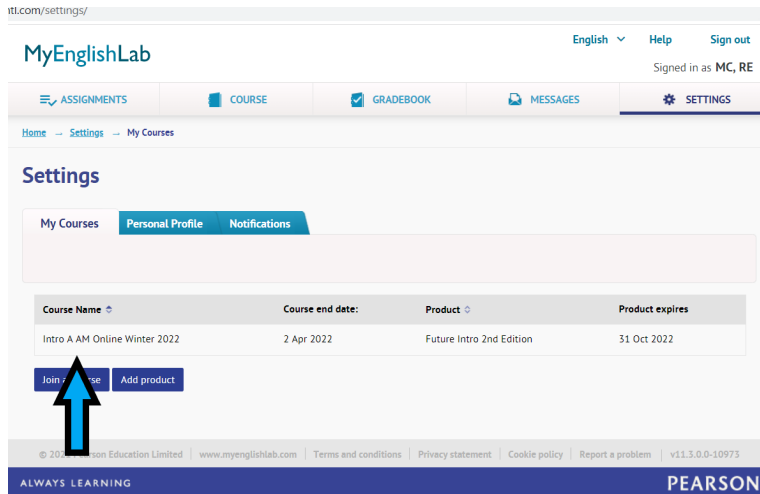 ntl.com/settings/
MyEnglishLab
English Help Sign out
Signed in as MC, RE
ASSIGNMENTS COURSE GRADEBOOK MESSAGES SETTINGS
Home → Settings → My Courses
Settings
My Courses Personal Profile Notifications
Course Name Course end date: Product Product expires
Intro A AM Online Winter 2022 2 Apr 2022 Future Intro 2nd Edition 31 Oct 2022
Join Add product
© Education Limited | www.myenglishlab.com | Terms and conditions | Privacy statement | Cookie policy | Report a problem | v11.3.0.0-10973
ALWAYS LEARNING PEARSON